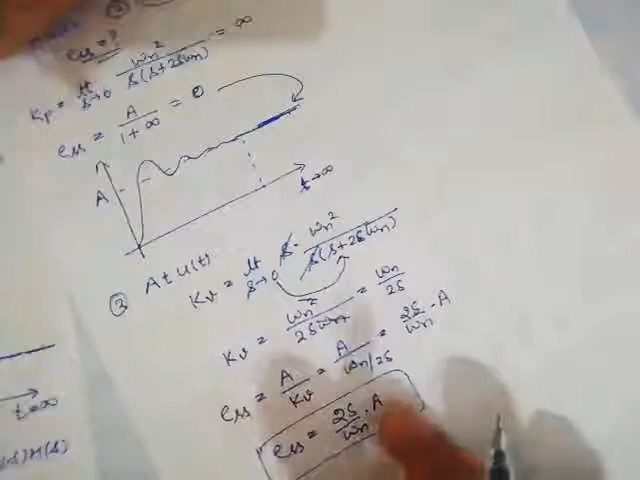 ess = ?
Kp = lt s→0 ωn² / s(s+2ζωn) = ∞
ess = A / 1+∞ = 0
A
t→∞
③ A t u(t)
Kv = lt s→0 s · ωn² / s(s+2ζωn)
Kv = ωn² / 2ζωn = ωn / 2ζ
ess = A / Kv = A / ωn/2ζ = 2ζ / ωn · A
ess = 2ζ / ωn · A
t→∞
H(s)